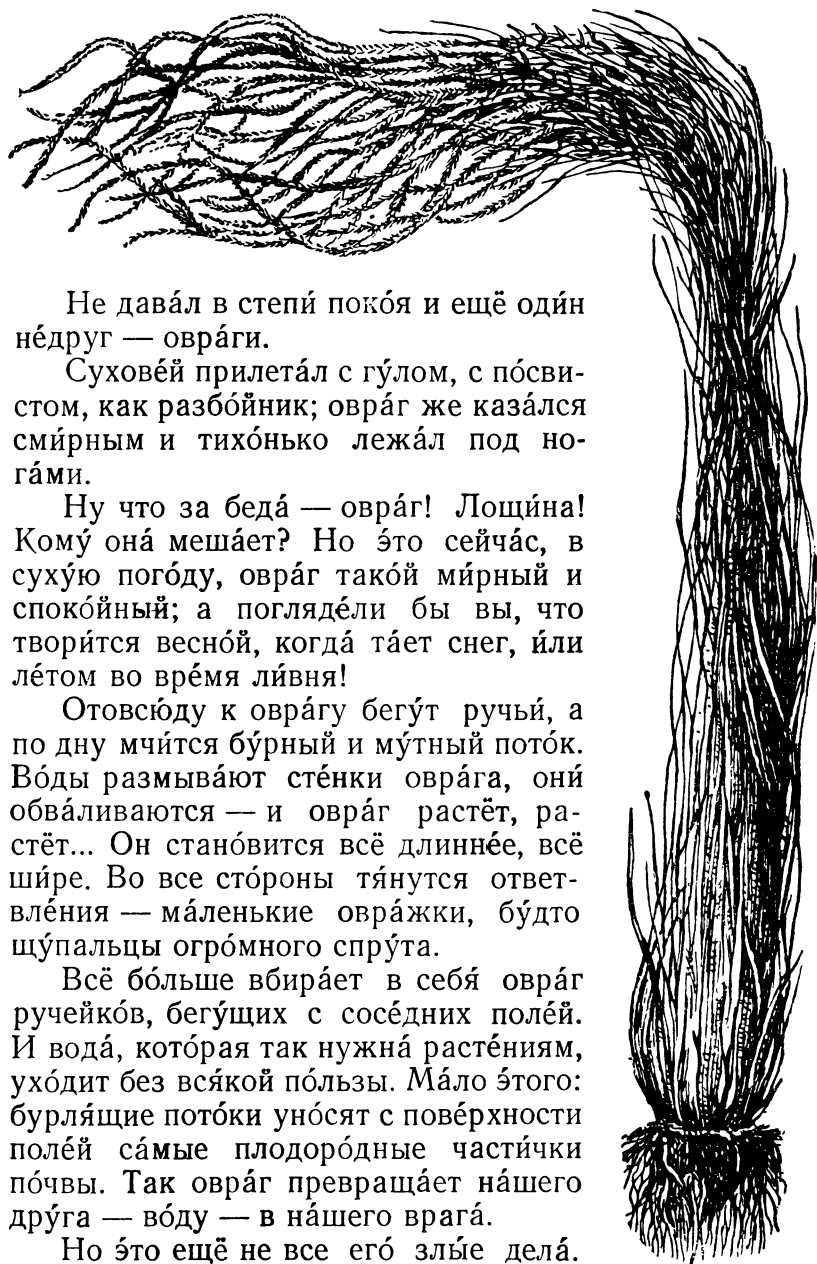 Не дава́л в степи́ поко́я и ещё оди́н
не́друг — овра́ги.
Сухове́й прилета́л с гу́лом, с по́сви-
стом, как разбо́йник; овра́г же каза́лся
сми́рным и тихо́нько лежа́л под но-
га́ми.
Ну что за беда́ — овра́г! Лощи́на!
Кому́ она́ меша́ет? Но э́то сейча́с, в
суху́ю пого́ду, овра́г тако́й ми́рный и
споко́йный; а погляде́ли бы вы, что
твори́тся весно́й, когда́ та́ет снег, и́ли
ле́том во вре́мя ли́вня!
Отовсю́ду к овра́гу бегу́т ручьи́, а
по дну мчи́тся бу́рный и му́тный пото́к.
Во́ды размыва́ют сте́нки овра́га, они́
обва́ливаются — и овра́г растёт, ра-
стёт... Он стано́вится всё длинне́е, всё
ши́ре. Во все сто́роны тя́нутся ответ-
вле́ния — ма́ленькие овра́жки, бу́дто
щу́пальцы огро́много спру́та.
Всё бо́льше вбира́ет в себя́ овра́г
ручейко́в, бегу́щих с сосе́дних поле́й.
И вода́, кото́рая так нужна́ расте́ниям,
ухо́дит без вся́кой по́льзы. Ма́ло э́того:
бурля́щие пото́ки уно́сят с пове́рхности
поле́й са́мые плодоро́дные части́чки
по́чвы. Так овра́г превраща́ет на́шего
дру́га — во́ду — в на́шего врага́.
Но э́то ещё не все его́ злы́е дела́.